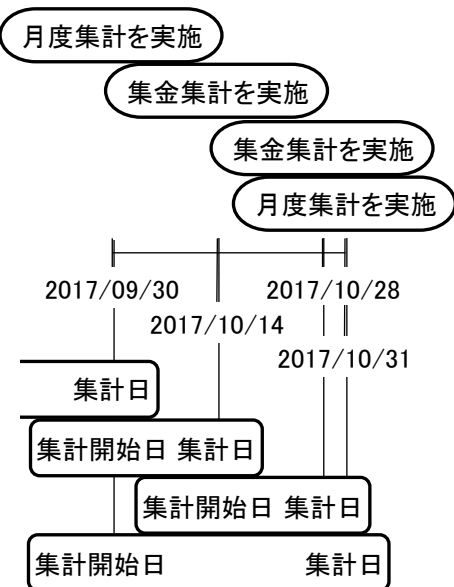 月度集計を実施
集金集計を実施
集金集計を実施
月度集計を実施
2017/09/30 2017/10/28
2017/10/14
2017/10/31
集計日
集計開始日 集計日
集計開始日 集計日
集計開始日 集計日